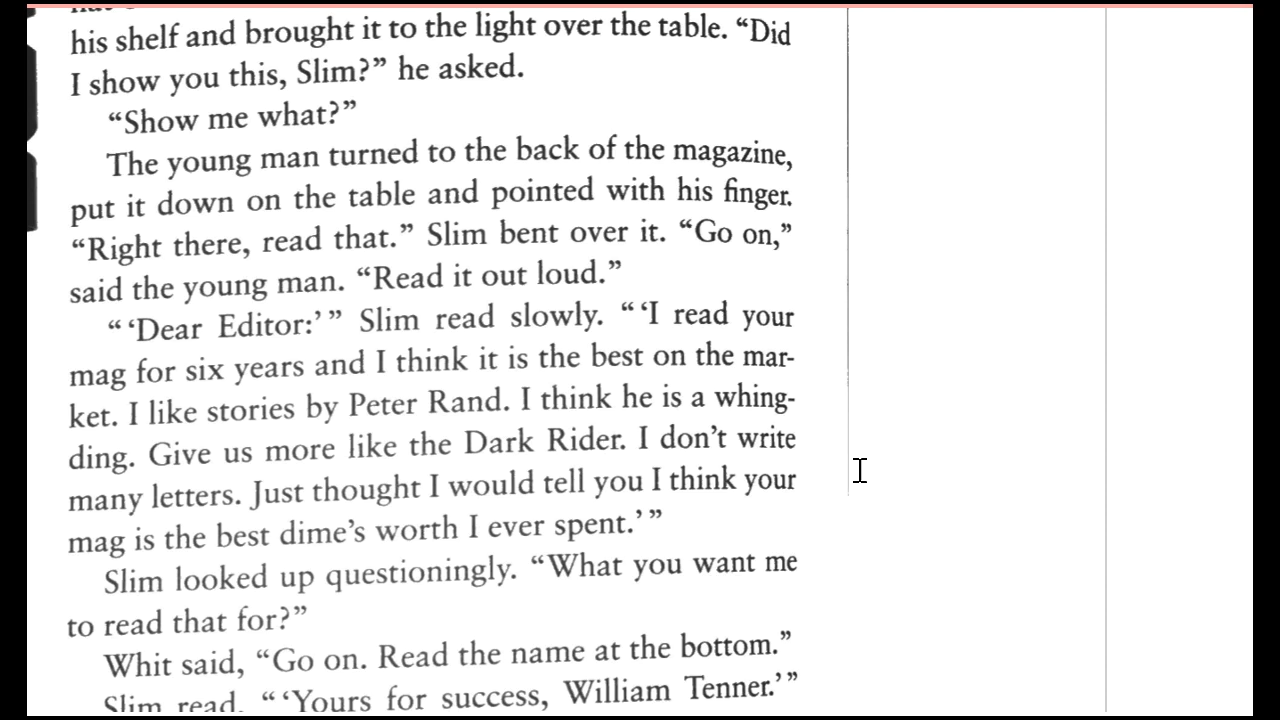 his shelf and brought it to the light over the table. “Did
I show you this, Slim?” he asked.
“Show me what?”
The young man turned to the back of the magazine,
put it down on the table and pointed with his finger.
“Right there, read that.” Slim bent over it. “Go on,”
said the young man. “Read it out loud.”
“ ‘Dear Editor:’ ” Slim read slowly. “ ‘I read your
mag for six years and I think it is the best on the mar-
ket. I like stories by Peter Rand. I think he is a whing-
ding. Give us more like the Dark Rider. I don’t write
many letters. Just thought I would tell you I think your
mag is the best dime’s worth I ever spent.’ ”
Slim looked up questioningly. “What you want me
to read that for?”
Whit said, “Go on. Read the name at the bottom.”
Slim read. “ ‘Yours for success, William Tenner.’ ”